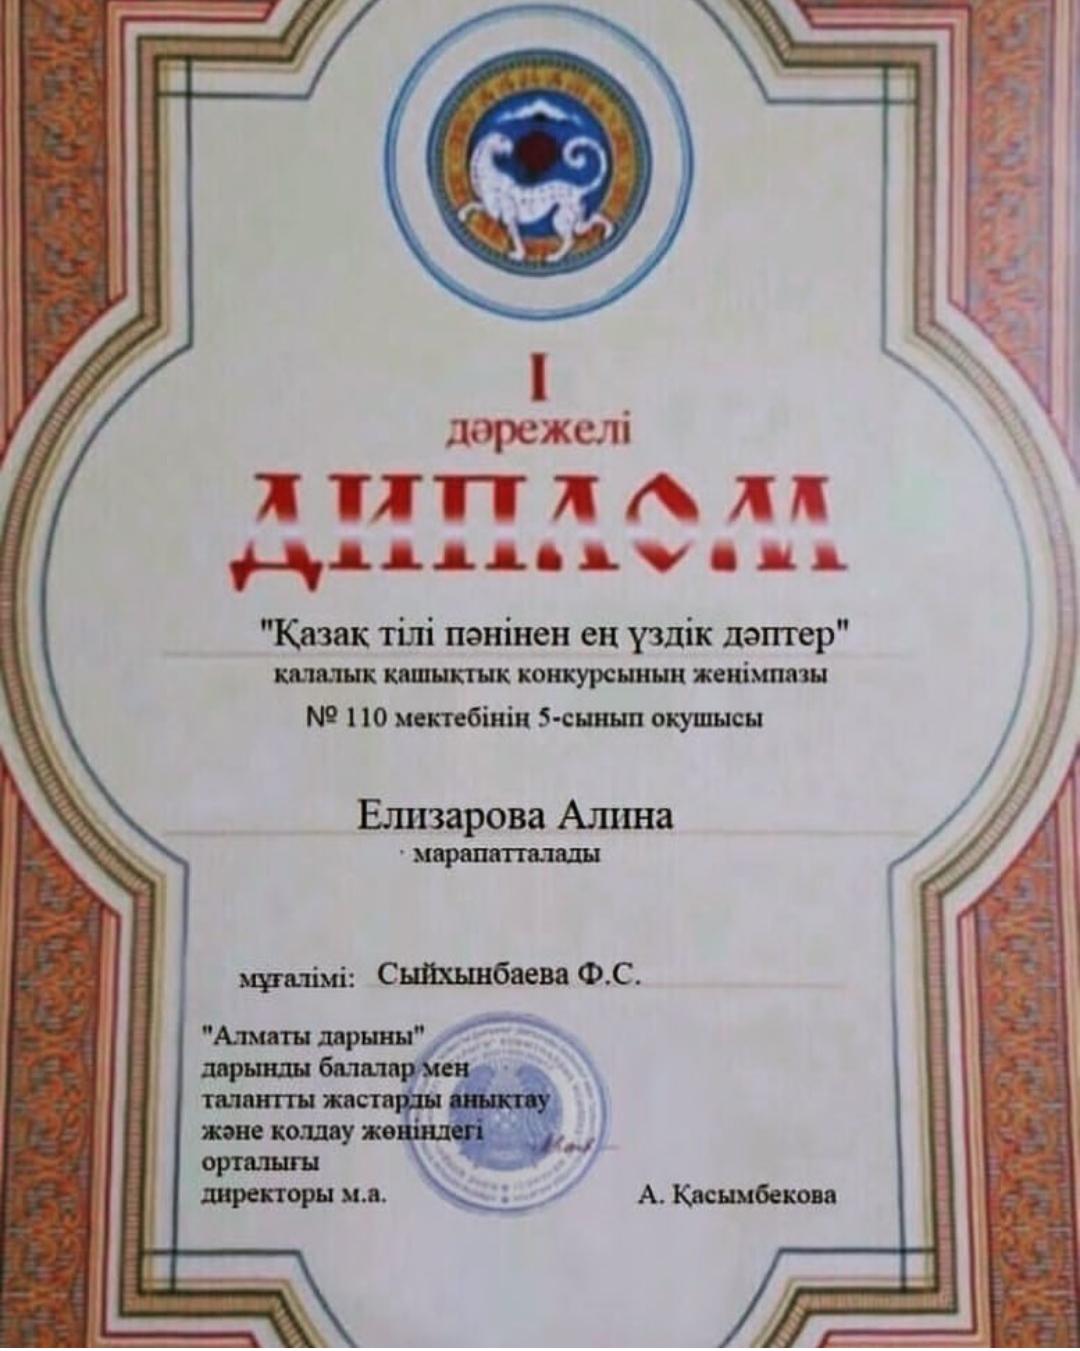 I
дәрежелі
ДИПЛОМ
"Қазақ тілі пәнінен ең үздік дәптер"
қалалық қашықтық конкурсының жеңімпазы
№ 110 мектебінің 5-сынып оқушысы
Елизарова Алина
марапатталады
мұғалімі: Сыйхынбаева Ф.С.
"Алматы дарыны"
дарынды балалар мен
талантты жастарды анықтау
және қолдау жөніндегі
орталығы
директоры м.а.
А. Қасымбекова